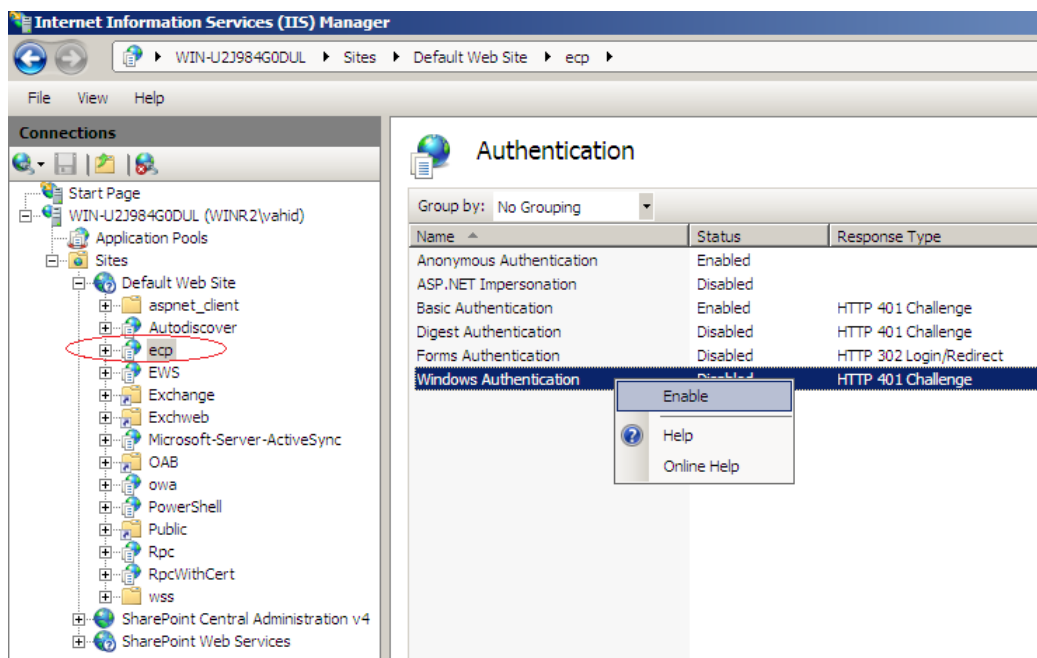 Internet Information Services (IIS) Manager
WIN-U2J984G0DUL Sites Default Web Site ecp
File View Help
Connections
Start Page
WIN-U2J984G0DUL (WINR2\vahid)
Application Pools
Sites
Default Web Site
aspnet_client
Autodiscover
ecp
EWS
Exchange
Exchweb
Microsoft-Server-ActiveSync
OAB
owa
PowerShell
Public
Rpc
RpcWithCert
wss
SharePoint Central Administration v4
SharePoint Web Services
Authentication
Group by: No Grouping
Name Status Response Type
Anonymous Authentication Enabled
ASP.NET Impersonation Disabled
Basic Authentication Enabled HTTP 401 Challenge
Digest Authentication Disabled HTTP 401 Challenge
Forms Authentication Disabled HTTP 302 Login/Redirect
Windows Authentication Disabled HTTP 401 Challenge
Enable
Help
Online Help